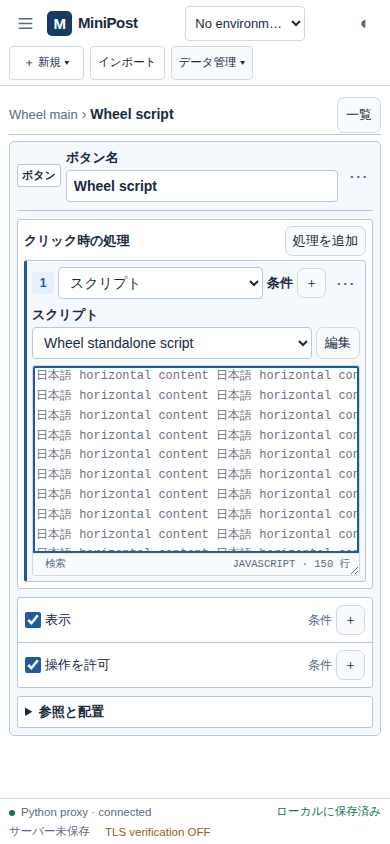 M MiniPost
No environm…
＋ 新規 ▾
インポート
データ管理 ▾
Wheel main › Wheel script
一覧
ボタン
ボタン名
Wheel script
...
クリック時の処理
処理を追加
1
スクリプト
条件
＋
...
スクリプト
Wheel standalone script
編集
日本語 horizontal content 日本語 horizontal con
日本語 horizontal content 日本語 horizontal con
日本語 horizontal content 日本語 horizontal con
日本語 horizontal content 日本語 horizontal con
日本語 horizontal content 日本語 horizontal con
日本語 horizontal content 日本語 horizontal con
日本語 horizontal content 日本語 horizontal con
日本語 horizontal content 日本語 horizontal con
日本語 horizontal content 日本語 horizontal con
日本語 horizontal content 日本語 horizontal con
検索
JAVASCRIPT · 150 行
表示
条件
＋
操作を許可
条件
＋
▶ 参照と配置
Python proxy · connected
ローカルに保存済み
サーバー未保存
TLS verification OFF